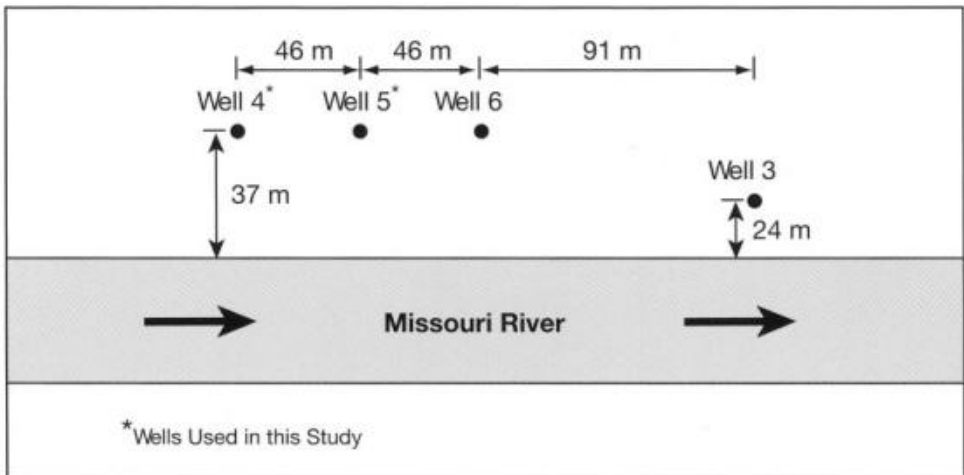 46 m 46 m 91 m
Well 4* Well 5* Well 6
37 m
Well 3
24 m
Missouri River
*Wells Used in this Study